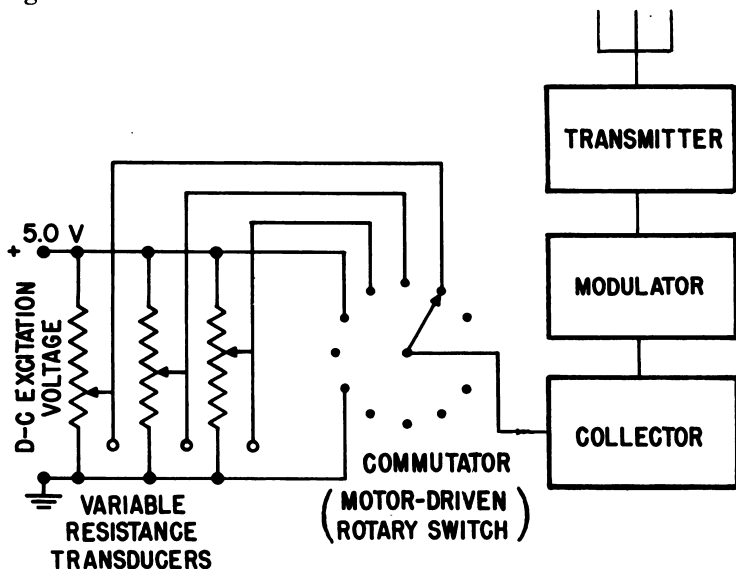 TRANSMITTER
+ 5.0 V
MODULATOR
D-C EXCITATION
VOLTAGE
COLLECTOR
COMMUTATOR
(MOTOR-DRIVEN
ROTARY SWITCH)
VARIABLE
RESISTANCE
TRANSDUCERS